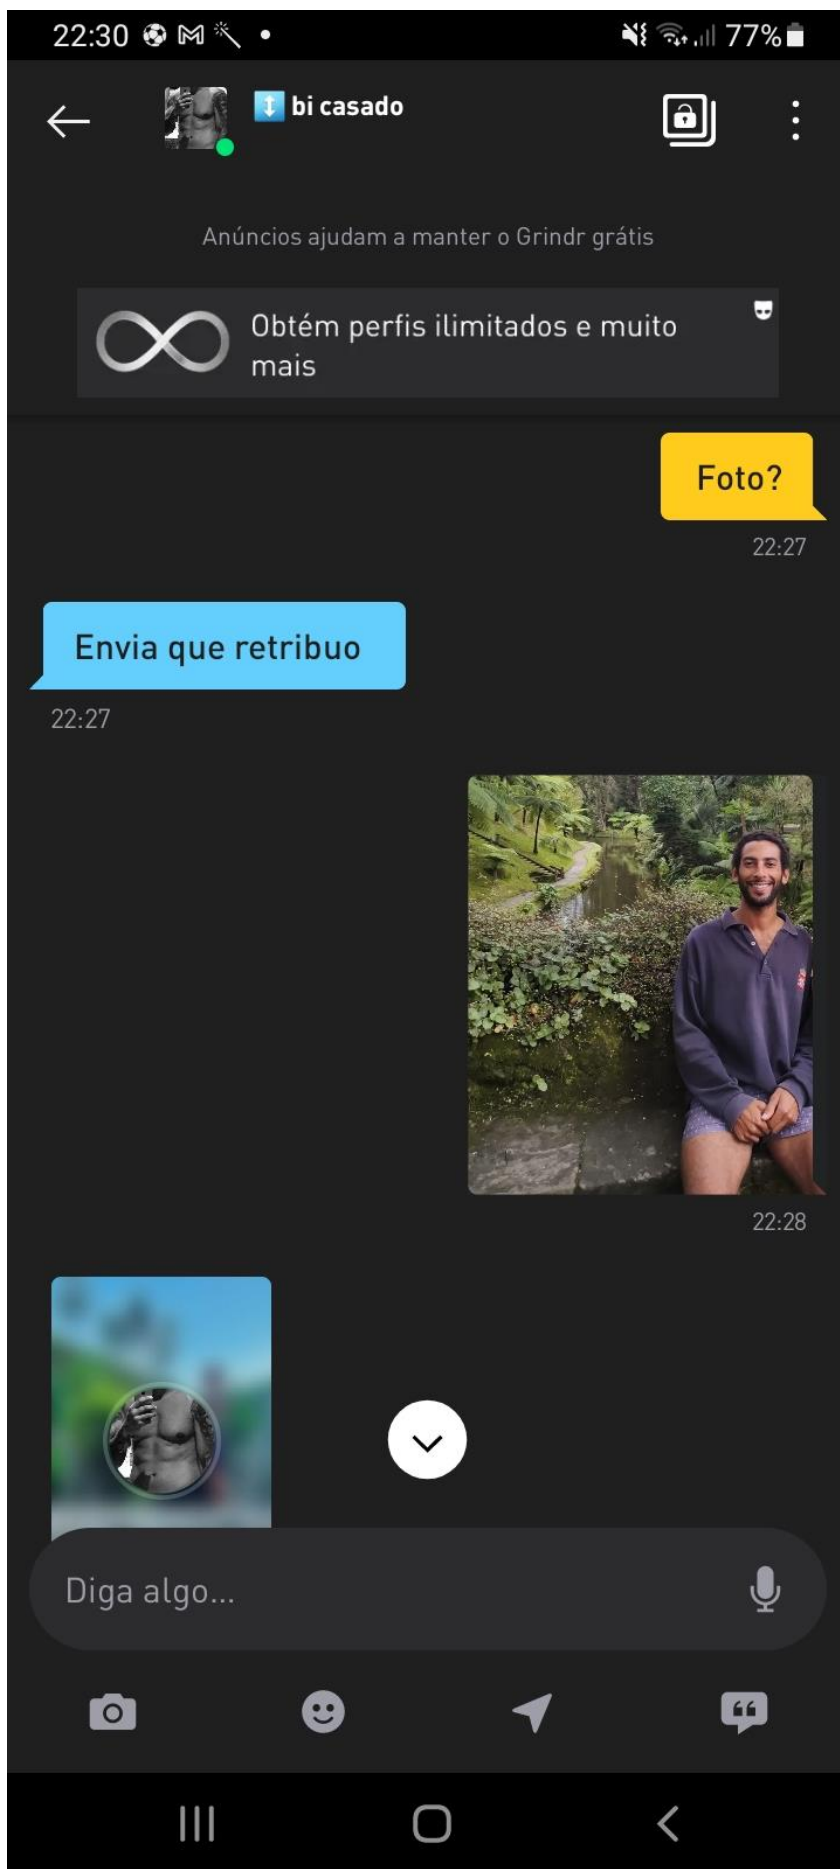 22:30
77%
↕️ bi casado
Anúncios ajudam a manter o Grindr grátis
Obtém perfis ilimitados e muito
mais
Foto?
22:27
Envia que retribuo
22:27
22:28
Diga algo...